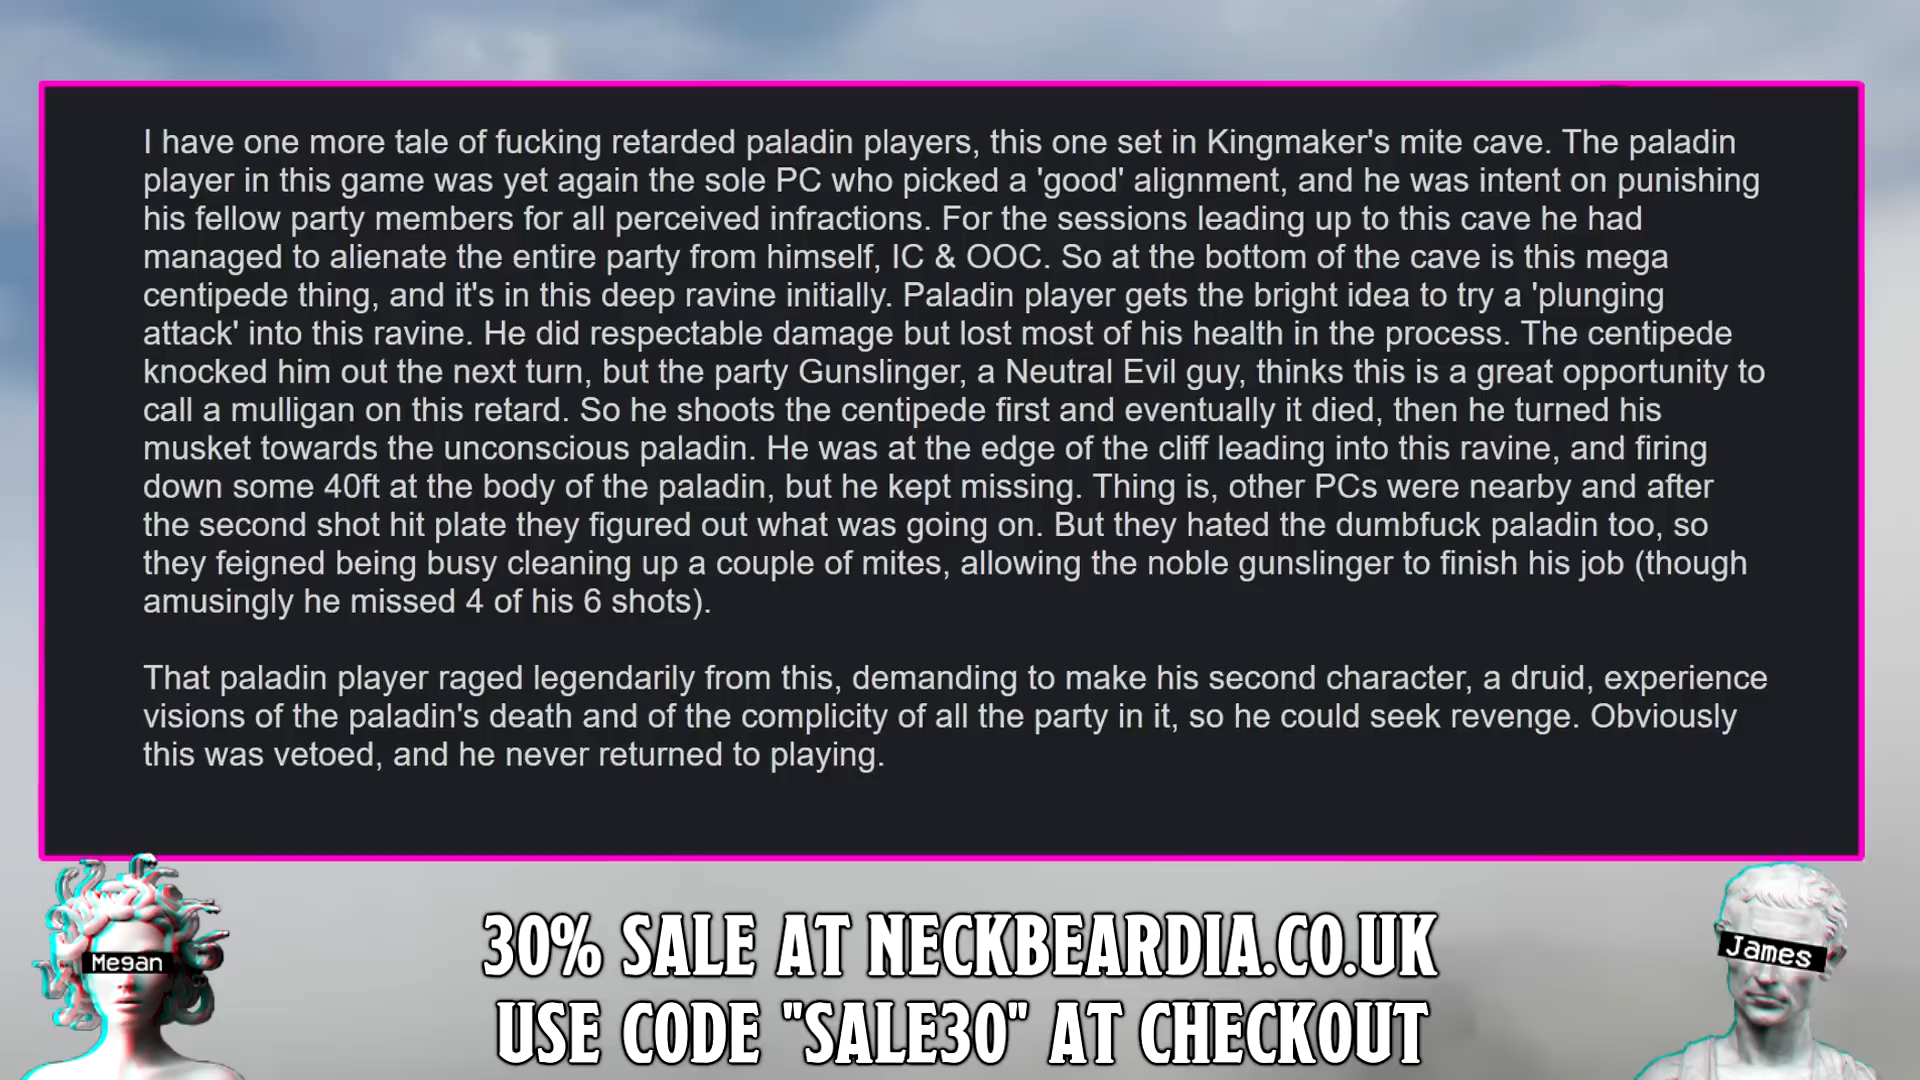 I have one more tale of fucking retarded paladin players, this one set in Kingmaker's mite cave. The paladin
player in this game was yet again the sole PC who picked a 'good' alignment, and he was intent on punishing
his fellow party members for all perceived infractions. For the sessions leading up to this cave he had
managed to alienate the entire party from himself, IC & OOC. So at the bottom of the cave is this mega
centipede thing, and it's in this deep ravine initially. Paladin player gets the bright idea to try a 'plunging
attack' into this ravine. He did respectable damage but lost most of his health in the process. The centipede
knocked him out the next turn, but the party Gunslinger, a Neutral Evil guy, thinks this is a great opportunity to
call a mulligan on this retard. So he shoots the centipede first and eventually it died, then he turned his
musket towards the unconscious paladin. He was at the edge of the cliff leading into this ravine, and firing
down some 40ft at the body of the paladin, but he kept missing. Thing is, other PCs were nearby and after
the second shot hit plate they figured out what was going on. But they hated the dumbfuck paladin too, so
they feigned being busy cleaning up a couple of mites, allowing the noble gunslinger to finish his job (though
amusingly he missed 4 of his 6 shots).
That paladin player raged legendarily from this, demanding to make his second character, a druid, experience
visions of the paladin's death and of the complicity of all the party in it, so he could seek revenge. Obviously
this was vetoed, and he never returned to playing.
Megan
30% SALE AT NECKBEARDIA.CO.UK
USE CODE "SALE30" AT CHECKOUT
James